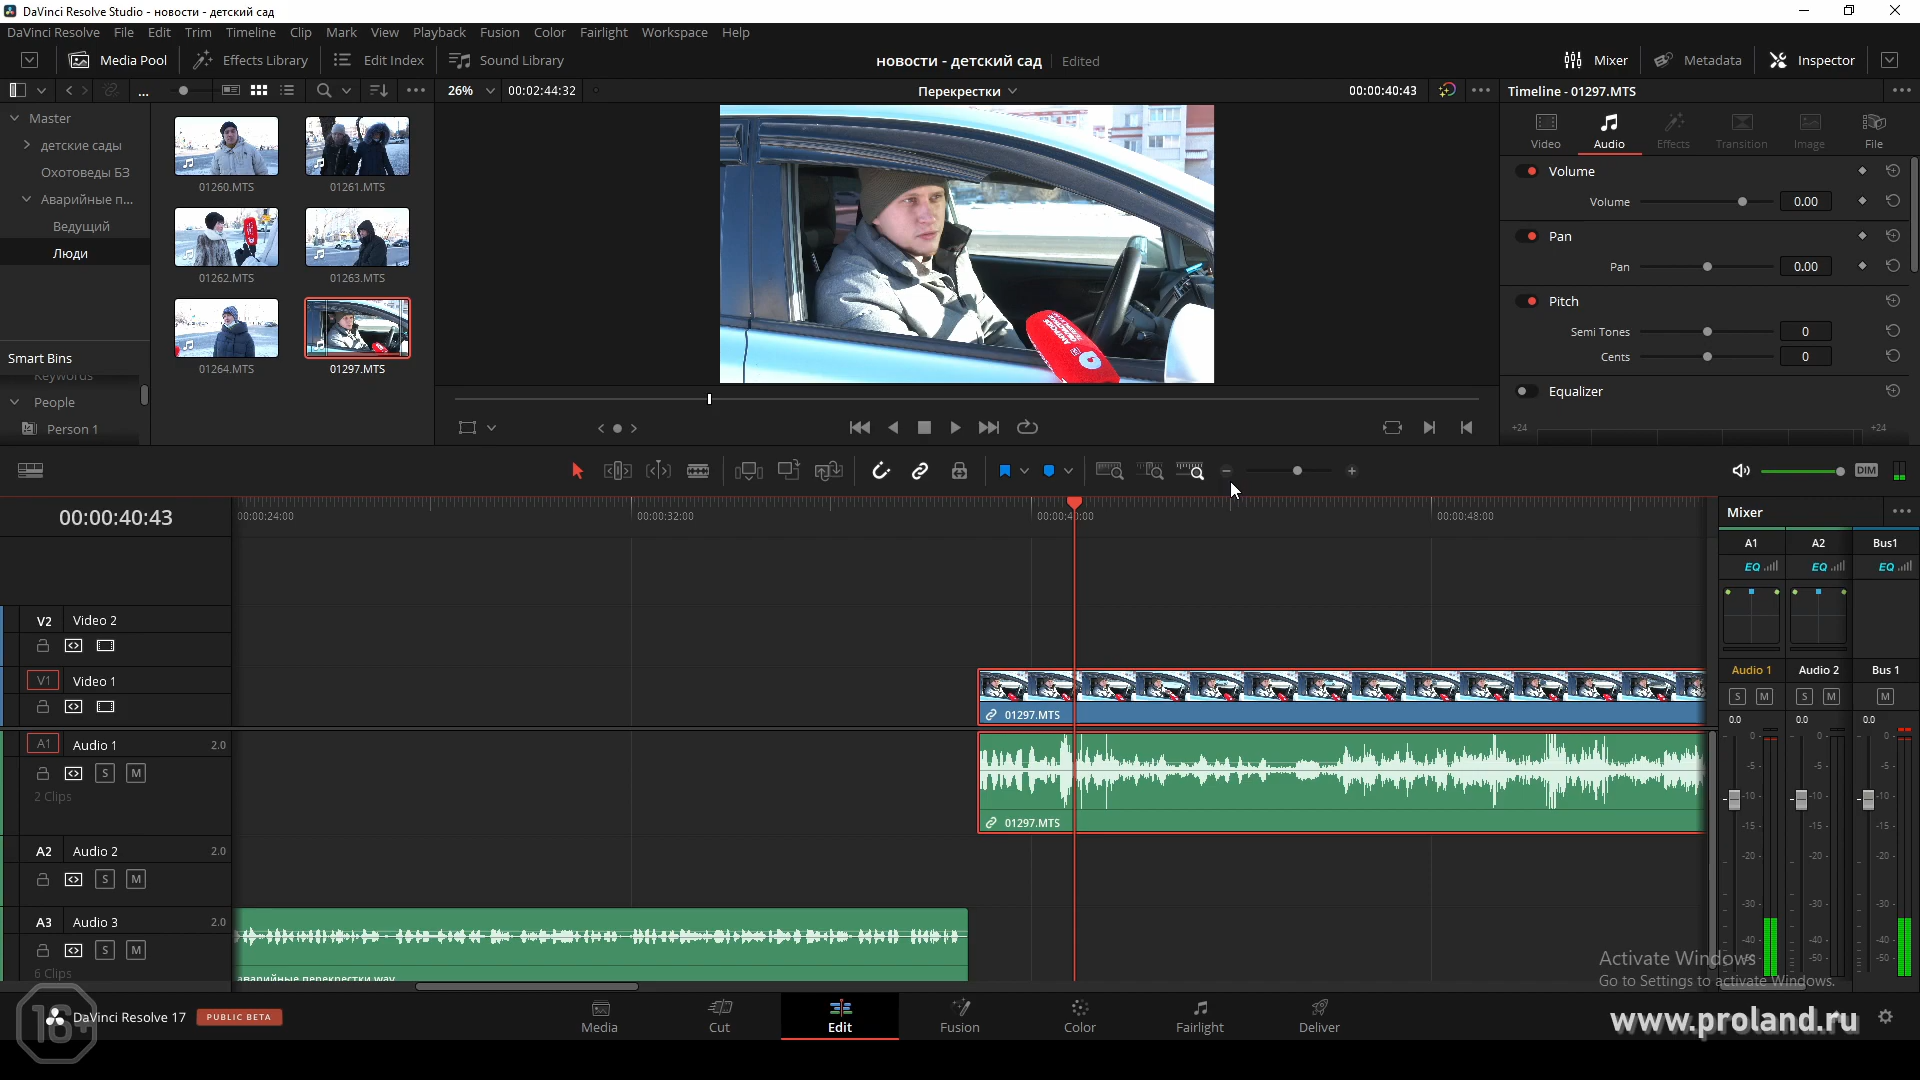 DaVinci Resolve Studio - новости - детский сад
DaVinci Resolve File Edit Trim Timeline Clip Mark View Playback Fusion Color Fairlight Workspace Help
Media Pool Effects Library Edit Index Sound Library
новости - детский сад Edited
Mixer Metadata Inspector
26% 00:02:44:32
Перекрестки
00:00:40:43
Timeline - 01297.MTS
Master
детские сады
Охотоведы БЗ
Аварийные п...
Ведущий
Люди
Smart Bins
Keywords
People
Person 1
01260.MTS
01261.MTS
01262.MTS
01263.MTS
01264.MTS
01297.MTS
Video Audio Effects Transition Image File
Volume
Volume 0.00
Pan
Pan 0.00
Pitch
Semi Tones 0
Cents 0
Equalizer
+24 +24
DIM
00:00:40:43
00:00:24:00
00:00:32:00
00:00:40:00
00:00:48:00
V2 Video 2
V1 Video 1
01297.MTS
A1 Audio 1 2.0
S M
2 Clips
01297.MTS
A2 Audio 2 2.0
S M
A3 Audio 3 2.0
S M
6 Clips
аварийные перекрестки.wav
Mixer
A1 A2 Bus1
EQ EQ EQ
Audio 1 Audio 2 Bus 1
S M S M M
0.0 0.0 0.0
0 0 0
-5 -5 -5
-10 -10 -10
-15 -15 -15
-20 -20 -20
-30 -30 -30
-40 -40 -40
-50 -50 -50
Activate Windows
Go to Settings to activate Windows.
16+
DaVinci Resolve 17 PUBLIC BETA
Media Cut Edit Fusion Color Fairlight Deliver
www.proland.ru